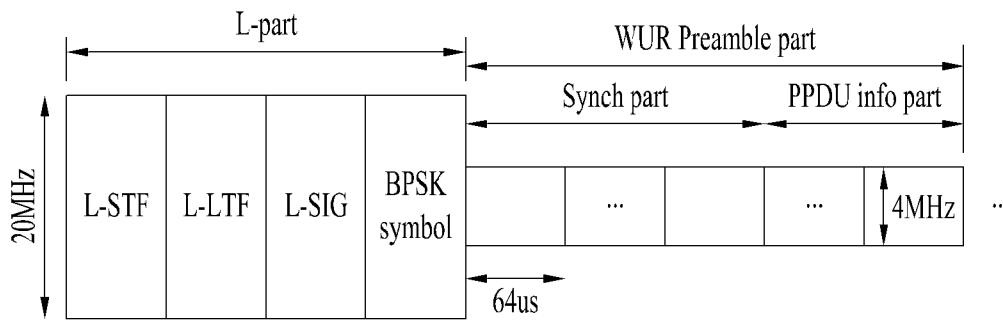 L-part
WUR Preamble part
Synch part
PPDU info part
20MHz
L-STF
L-LTF
L-SIG
BPSK
symbol
...
...
4MHz
..
64us